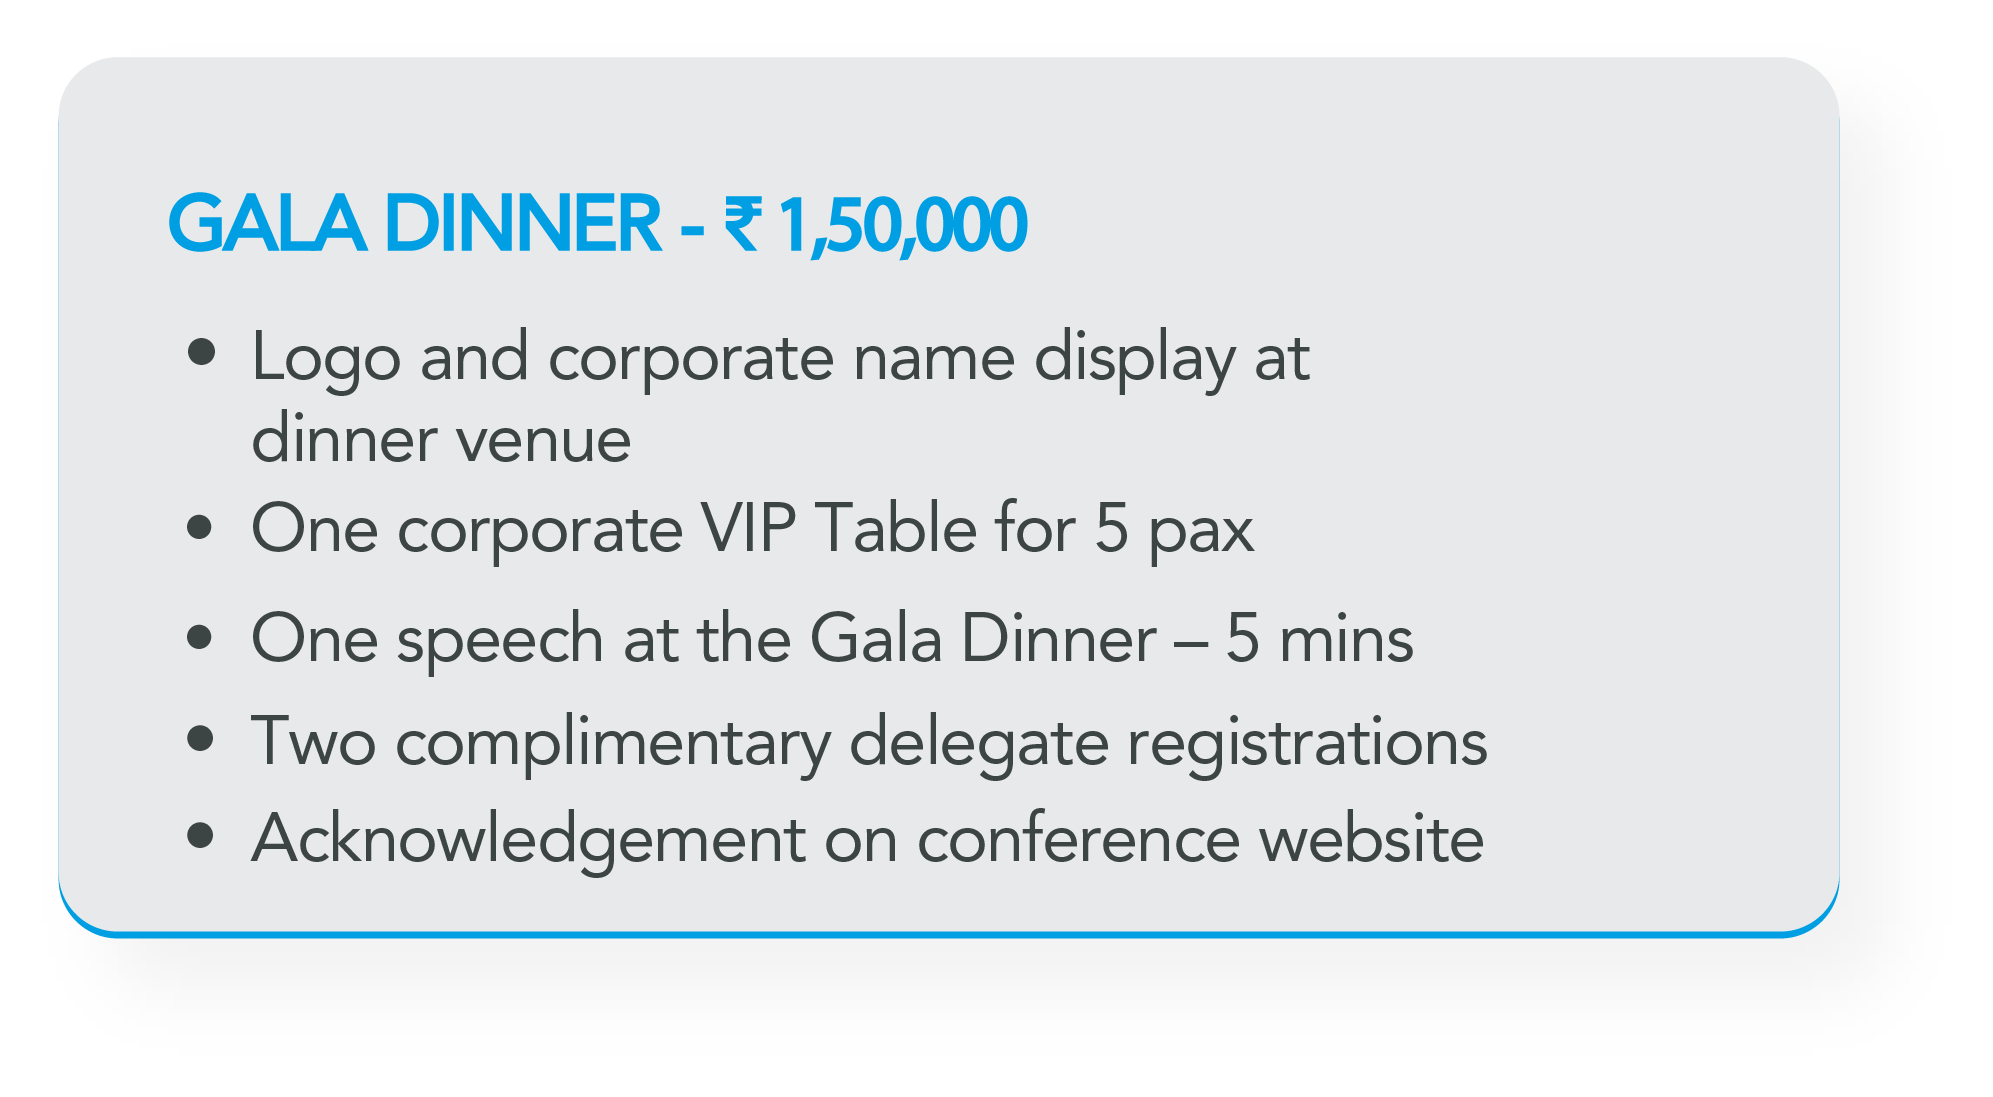 GALA DINNER - ₹ 1,50,000
• Logo and corporate name display at
dinner venue
• One corporate VIP Table for 5 pax
• One speech at the Gala Dinner – 5 mins
• Two complimentary delegate registrations
• Acknowledgement on conference website